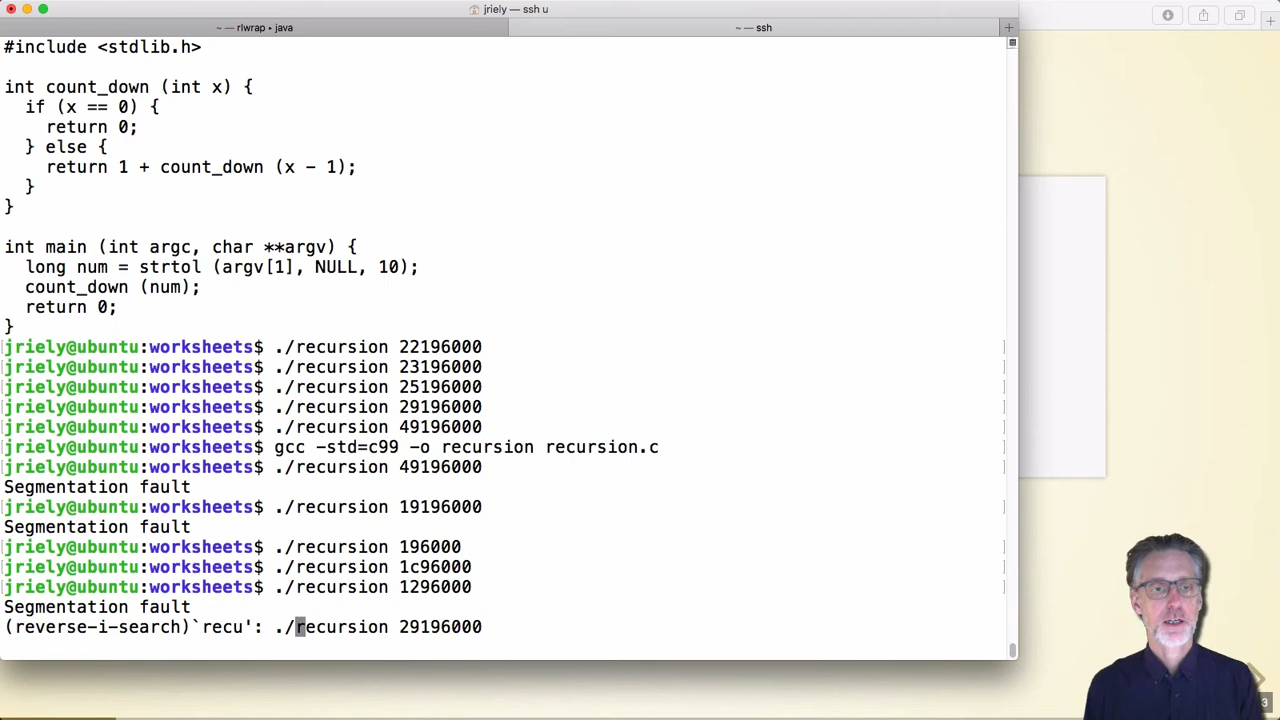 jriely — ssh u
~ — rlwrap ▸ java
~ — ssh
#include <stdlib.h>
int count_down (int x) {
  if (x == 0) {
    return 0;
  } else {
    return 1 + count_down (x - 1);
  }
}
int main (int argc, char **argv) {
  long num = strtol (argv[1], NULL, 10);
  count_down (num);
  return 0;
}
jriely@ubuntu:worksheets$ ./recursion 22196000
jriely@ubuntu:worksheets$ ./recursion 23196000
jriely@ubuntu:worksheets$ ./recursion 25196000
jriely@ubuntu:worksheets$ ./recursion 29196000
jriely@ubuntu:worksheets$ ./recursion 49196000
jriely@ubuntu:worksheets$ gcc -std=c99 -o recursion recursion.c
jriely@ubuntu:worksheets$ ./recursion 49196000
Segmentation fault
jriely@ubuntu:worksheets$ ./recursion 19196000
Segmentation fault
jriely@ubuntu:worksheets$ ./recursion 196000
jriely@ubuntu:worksheets$ ./recursion 1c96000
jriely@ubuntu:worksheets$ ./recursion 1296000
Segmentation fault
(reverse-i-search)`recu': ./recursion 29196000
3